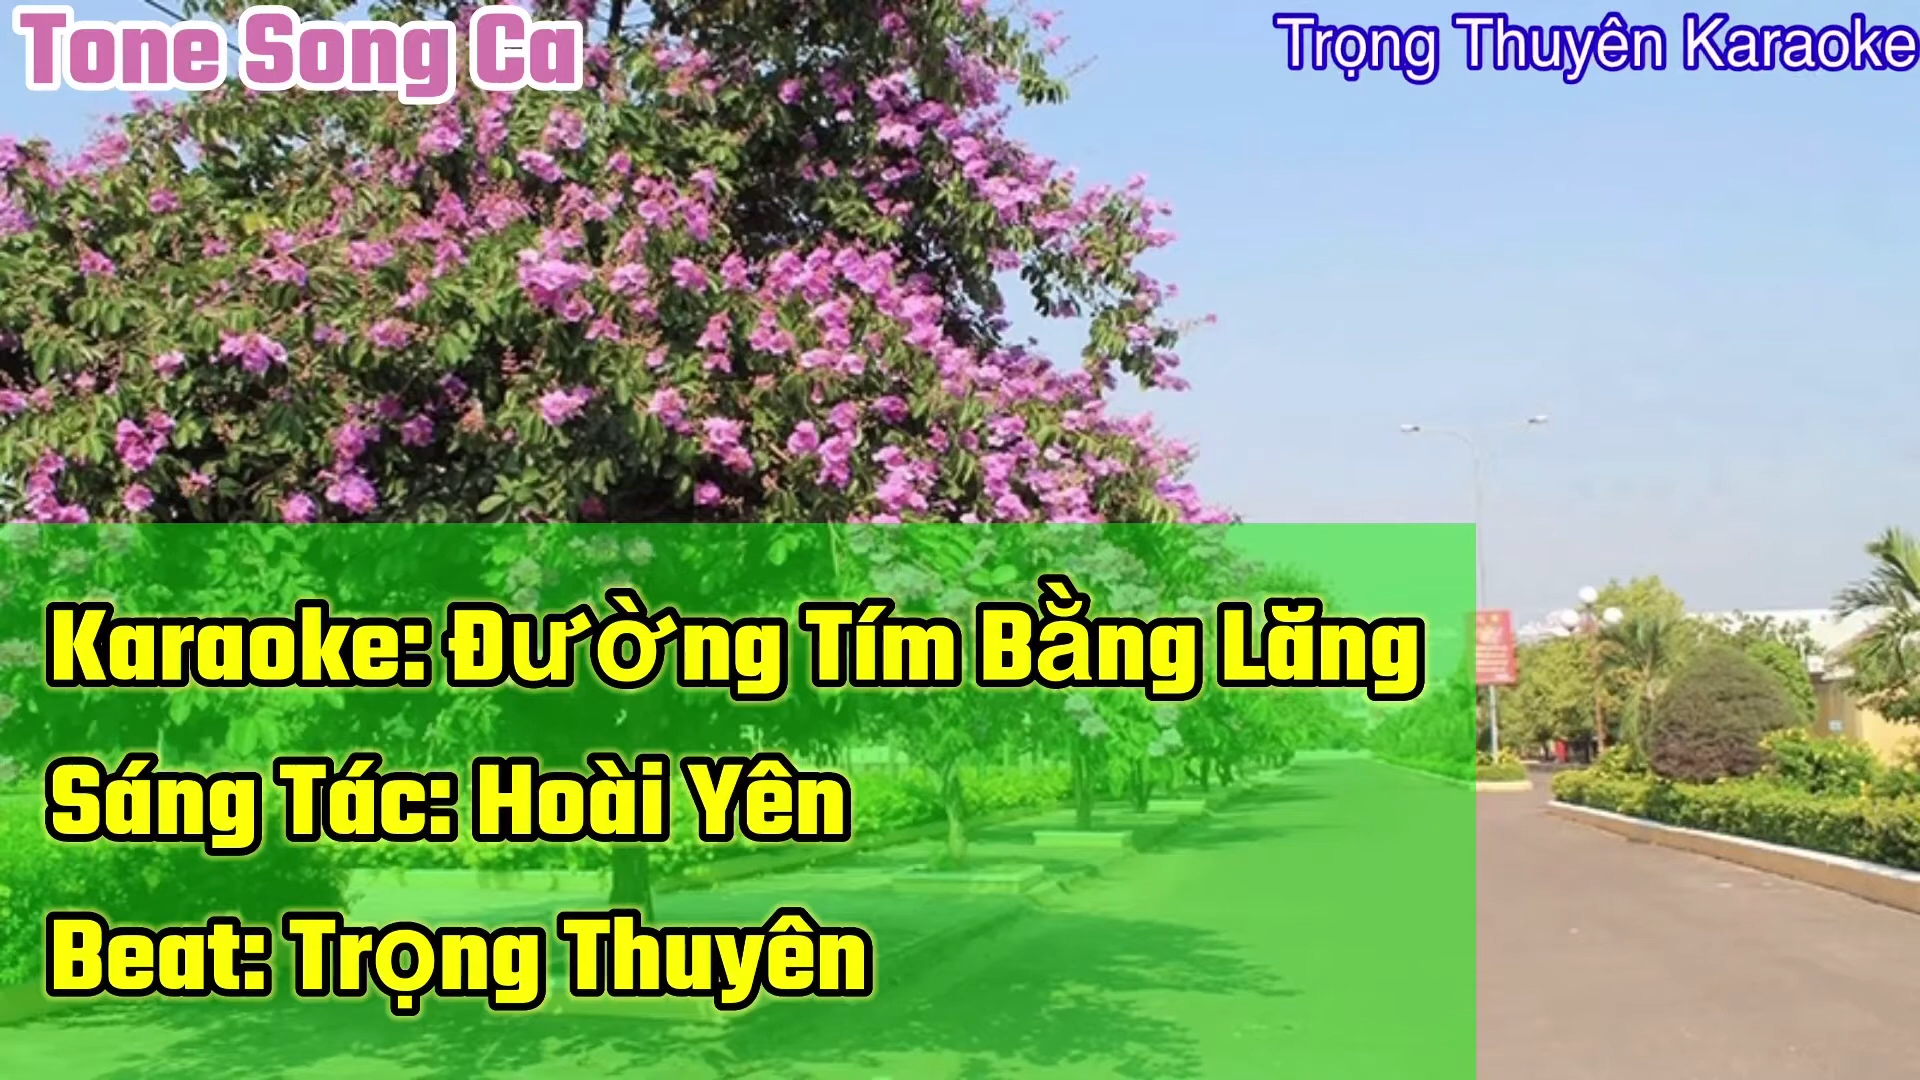 Tone Song Ca
Trọng Thuyên Karaoke
Karaoke: Đường Tím Bằng Lăng
Sáng Tác: Hoài Yên
Beat: Trọng Thuyên